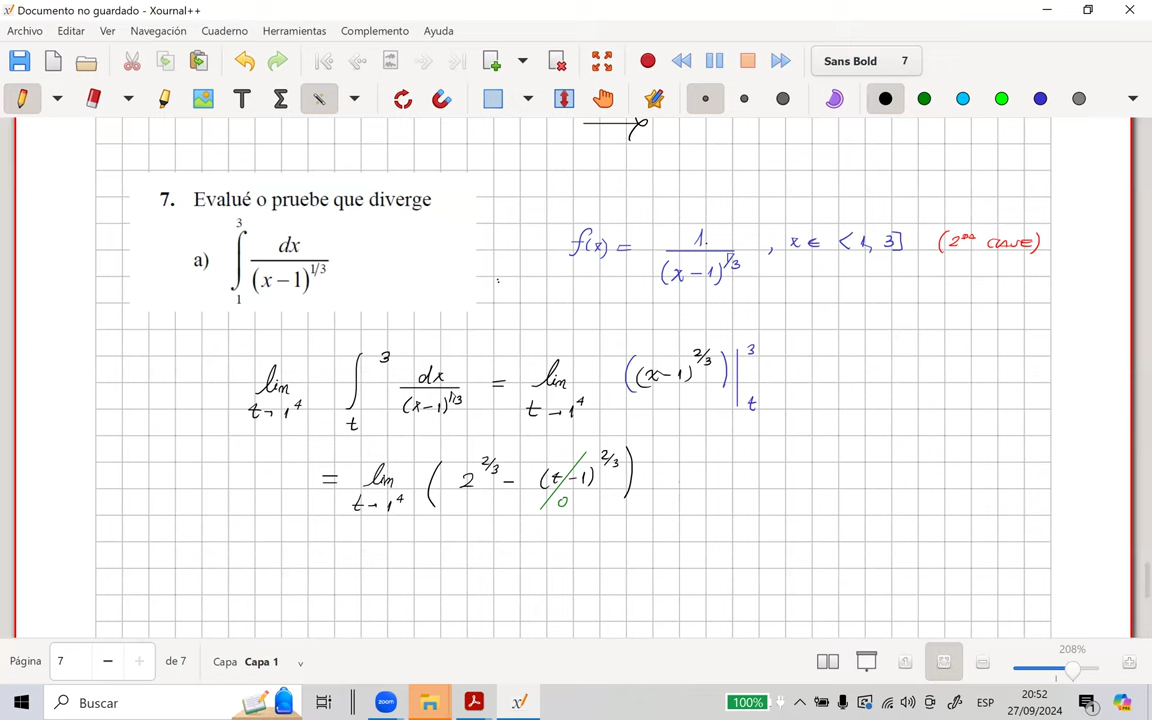 Documento no guardado - Xournal++
Archivo Editar Ver Navegación Cuaderno Herramientas Complemento Ayuda
Sans Bold 7
7. Evalué o pruebe que diverge
a) ∫_1^3 dx/(x−1)^{1/3}
f(x) = 1/(x−1)^{1/3} , x ∈ <1, 3] (2da clase)
lim_{t→1^+} ∫_t^3 dx/(x−1)^{1/3} = lim_{t→1^+} ((x−1)^{2/3})|_t^3
= lim_{t→1^+} (2^{2/3} − (t−1)^{2/3}) 0
Página 7 de 7 Capa Capa 1 208%
Buscar zoom 100% ESP 20:52
27/09/2024